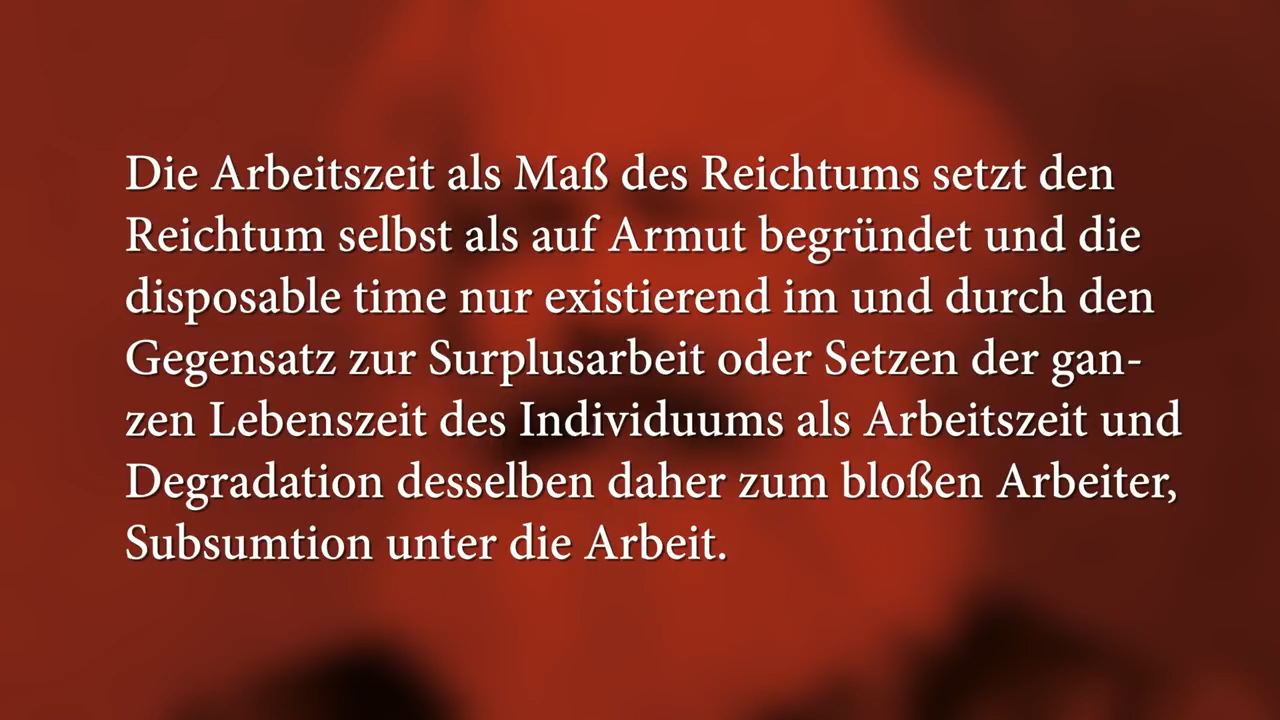 Die Arbeitszeit als Maß des Reichtums setzt den
Reichtum selbst als auf Armut begründet und die
disposable time nur existierend im und durch den
Gegensatz zur Surplusarbeit oder Setzen der gan-
zen Lebenszeit des Individuums als Arbeitszeit und
Degradation desselben daher zum bloßen Arbeiter,
Subsumtion unter die Arbeit.